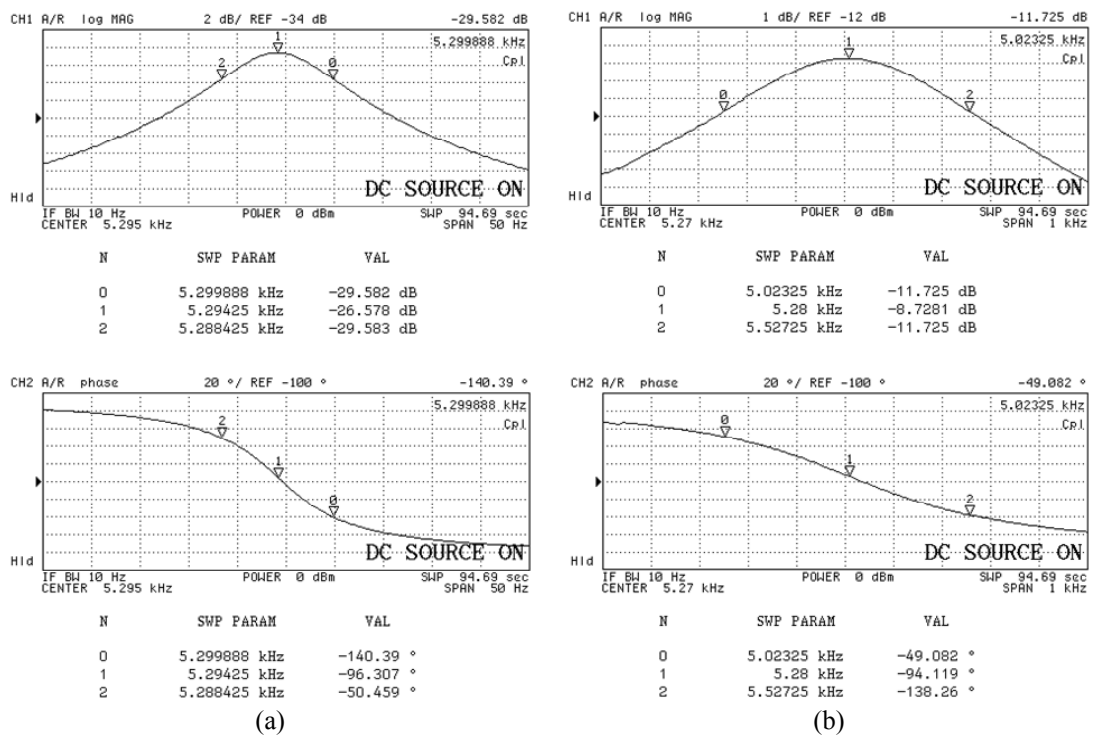 CH1 A/R log MAG 2 dB/ REF -34 dB -29.582 dB
5.299888 kHz
Cpl
1
2
0
Hld
DC SOURCE ON
IF BW 10 Hz POWER 0 dBm SWP 94.69 sec
CENTER 5.295 kHz SPAN 50 Hz
N SWP PARAM VAL
0 5.299888 kHz -29.582 dB
1 5.29425 kHz -26.578 dB
2 5.288425 kHz -29.583 dB
CH2 A/R phase 20 °/ REF -100 ° -140.39 °
5.299888 kHz
Cpl
2
1
0
Hld
DC SOURCE ON
IF BW 10 Hz POWER 0 dBm SWP 94.69 sec
CENTER 5.295 kHz SPAN 50 Hz
N SWP PARAM VAL
0 5.299888 kHz -140.39 °
1 5.29425 kHz -96.307 °
2 5.288425 kHz -50.459 °
(a)
CH1 A/R log MAG 1 dB/ REF -12 dB -11.725 dB
5.02325 kHz
Cpl
1
0
2
Hld
DC SOURCE ON
IF BW 10 Hz POWER 0 dBm SWP 94.69 sec
CENTER 5.27 kHz SPAN 1 kHz
N SWP PARAM VAL
0 5.02325 kHz -11.725 dB
1 5.28 kHz -8.7281 dB
2 5.52725 kHz -11.725 dB
CH2 A/R phase 20 °/ REF -100 ° -49.082 °
5.02325 kHz
Cpl
0
1
2
Hld
DC SOURCE ON
IF BW 10 Hz POWER 0 dBm SWP 94.69 sec
CENTER 5.27 kHz SPAN 1 kHz
N SWP PARAM VAL
0 5.02325 kHz -49.082 °
1 5.28 kHz -94.119 °
2 5.52725 kHz -138.26 °
(b)